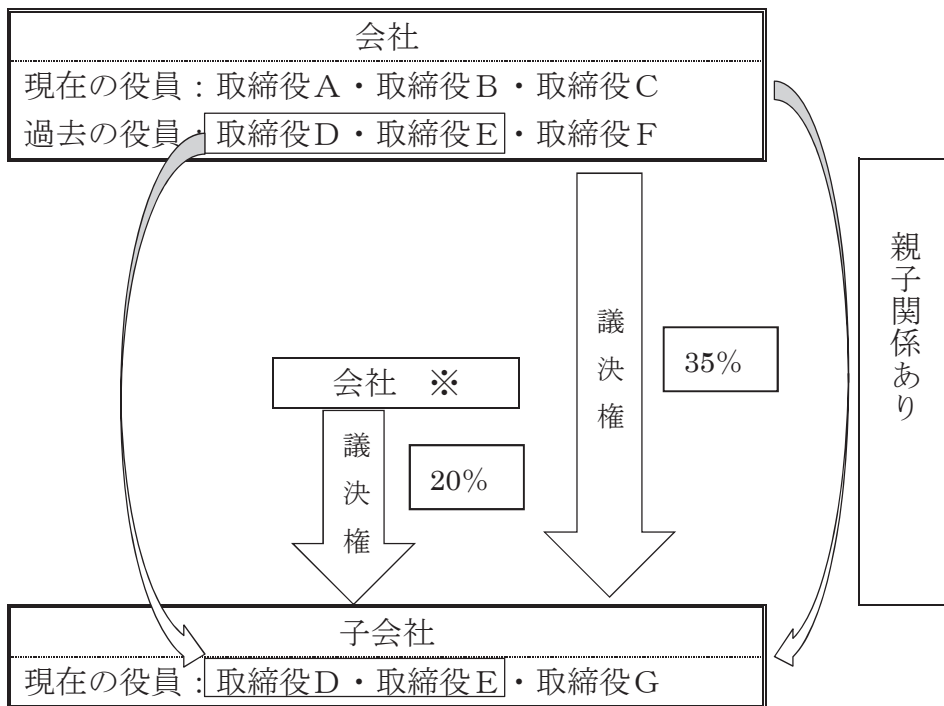 会社
現在の役員：取締役A・取締役B・取締役C
過去の役員：取締役D・取締役E・取締役F
親子関係あり
議決権
35%
会社　※
議決権
20%
子会社
現在の役員：取締役D・取締役E・取締役G